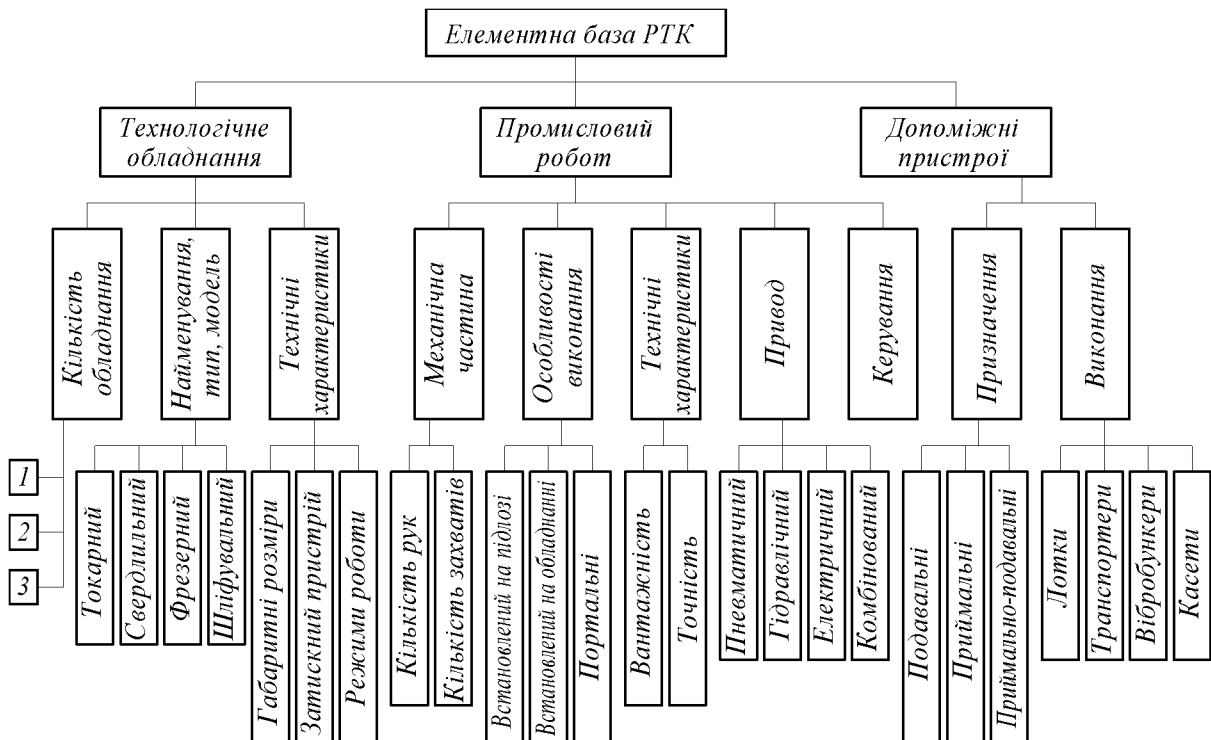 Елементна база РТК
Технологічне
обладнання
Промисловий
робот
Допоміжні
пристрої
Кількість
обладнання
Найменування,
тип, модель
Технічні
характеристики
Механічна
частина
Особливості
виконання
Технічні
характеристики
Привод
Керування
Призначеня
Виконання
1
2
3
Токарний
Свердлильний
Фрезерний
Шліфувальний
Габаритні розміри
Затискний пристрій
Режими роботи
Кількість рук
Кількість захватів
Встановлений на підлозі
Встановлений на обладнанні
Портальні
Вантажність
Точність
Пневматичний
Гідравлічний
Електричний
Комбінований
Подавальні
Приймальні
Приймально-подавальні
Лотки
Транспортери
Вібробункери
Касети